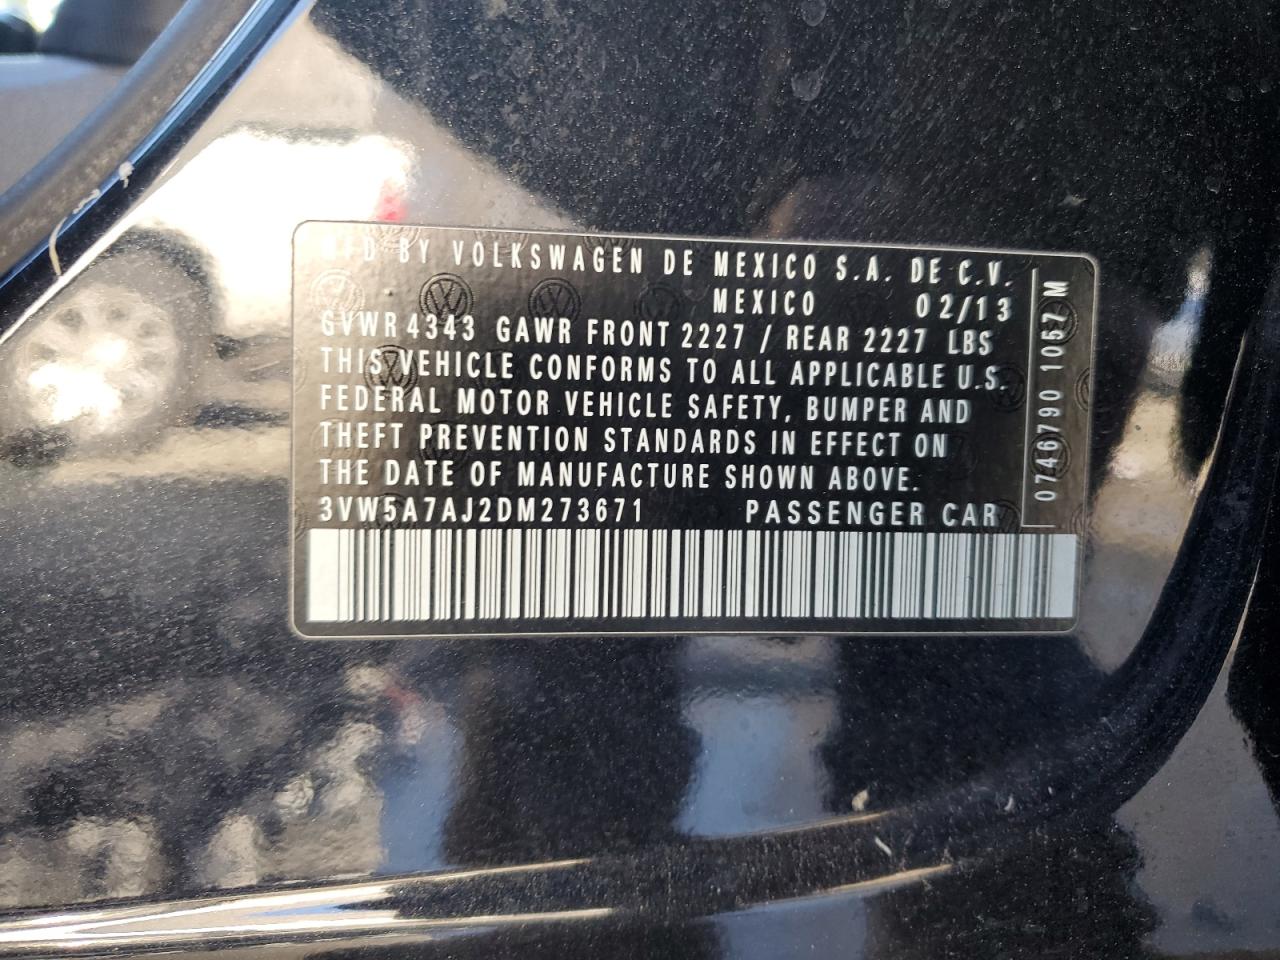 MFD BY VOLKSWAGEN DE MEXICO S.A. DE C.V.
MEXICO 02/13
GVWR 4343 GAWR FRONT 2227 / REAR 2227 LBS
THIS VEHICLE CONFORMS TO ALL APPLICABLE U.S.
FEDERAL MOTOR VEHICLE SAFETY, BUMPER AND
THEFT PREVENTION STANDARDS IN EFFECT ON
THE DATE OF MANUFACTURE SHOWN ABOVE.
3VW5A7AJ2DM273671 PASSENGER CAR
0746790 1057 M